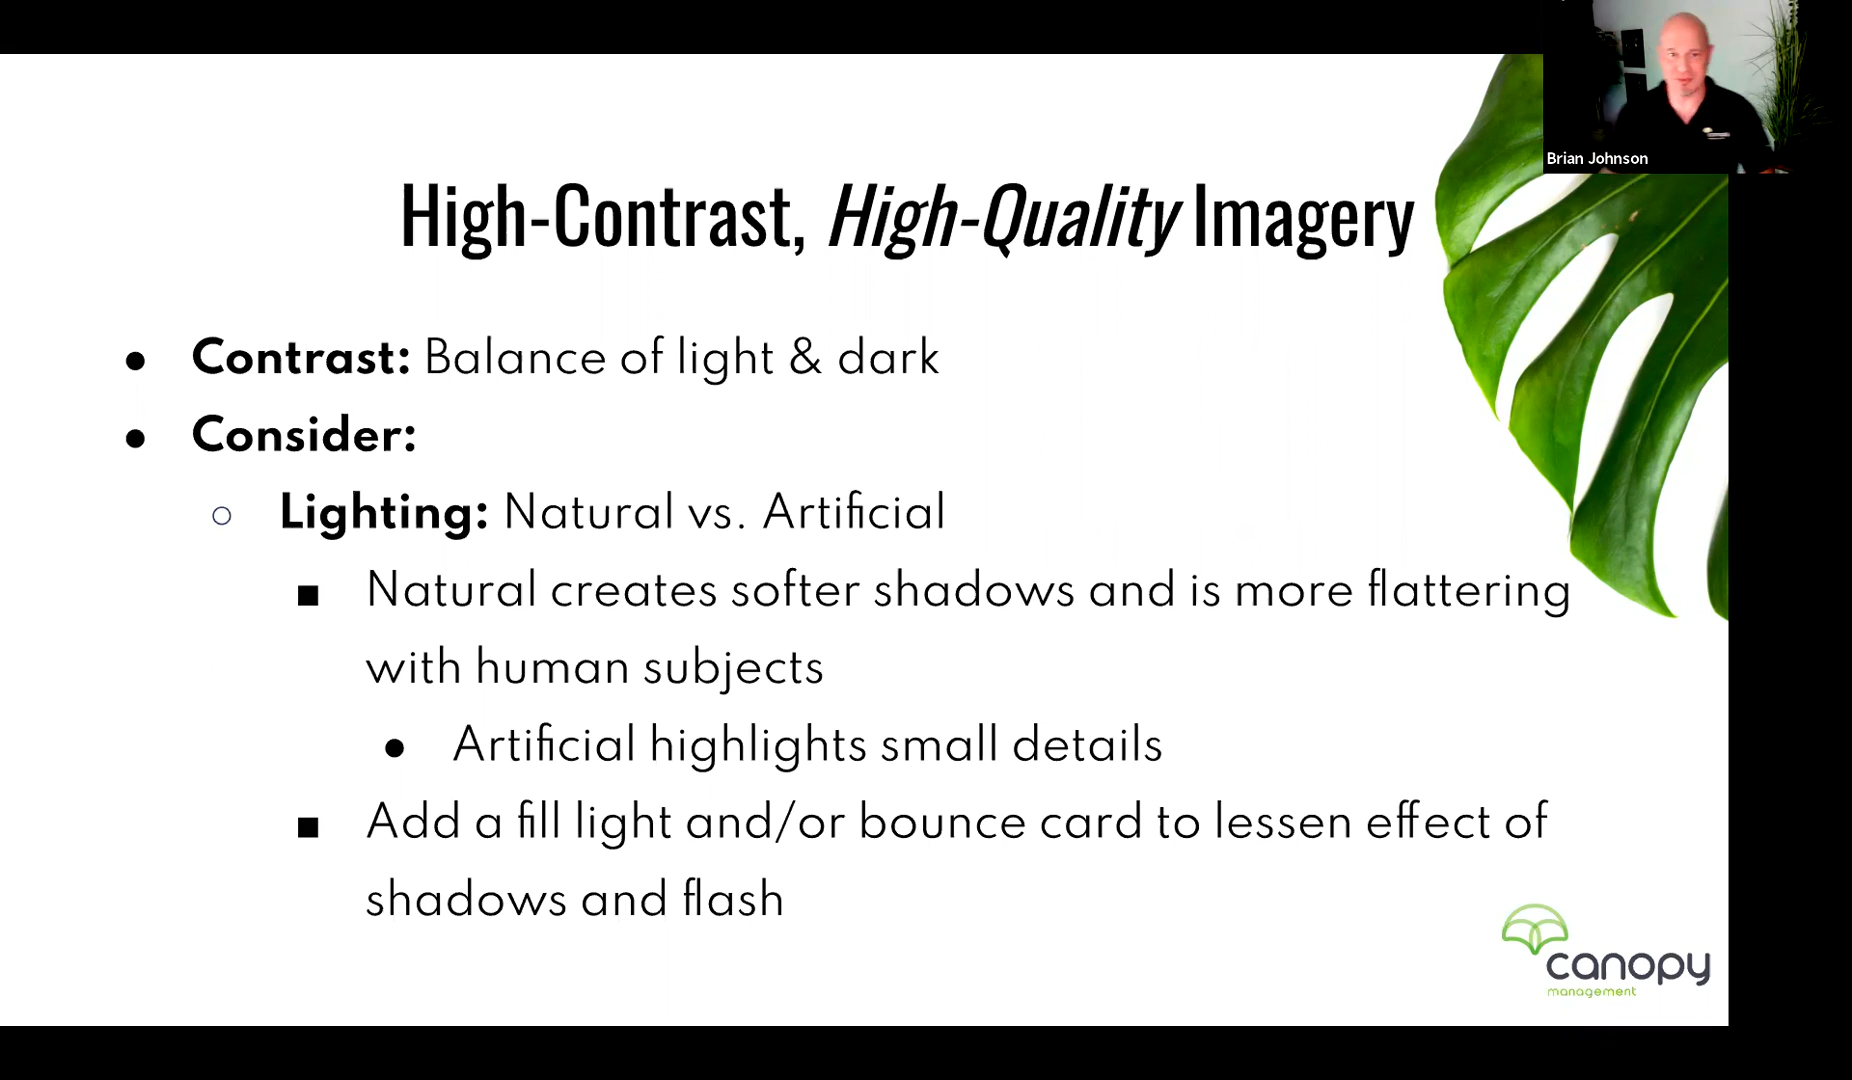 Brian Johnson
High-Contrast, High-Quality Imagery
● Contrast: Balance of light & dark
● Consider:
○ Lighting: Natural vs. Artificial
■ Natural creates softer shadows and is more flattering
with human subjects
● Artificial highlights small details
■ Add a fill light and/or bounce card to lessen effect of
shadows and flash
canopy
management